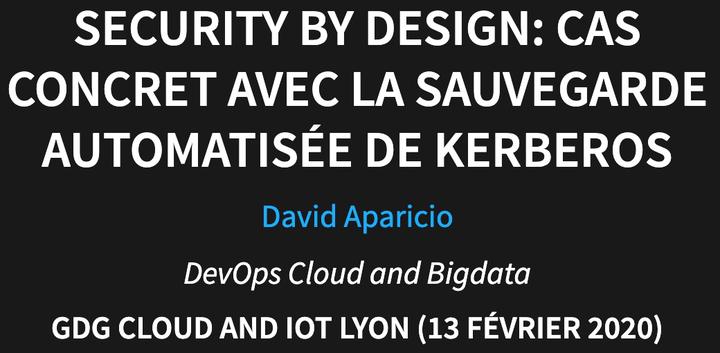 SECURITY BY DESIGN: CAS
CONCRET AVEC LA SAUVEGARDE
AUTOMATISÉE DE KERBEROS
David Aparicio
DevOps Cloud and Bigdata
GDG CLOUD AND IOT LYON (13 FÉVRIER 2020)